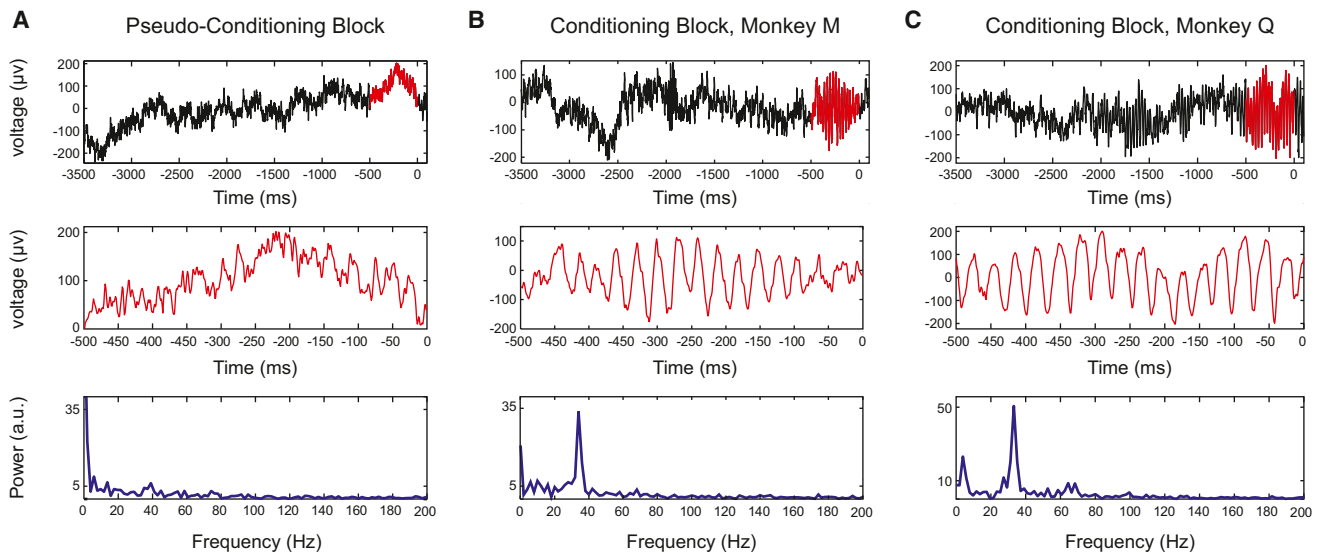 A Pseudo-Conditioning Block
B Conditioning Block, Monkey M
C Conditioning Block, Monkey Q
voltage (μv)
200
100
0
-100
-200
-3500 -3000 -2500 -2000 -1500 -1000 -500 0
Time (ms)
100
0
-100
-200
-3500 -3000 -2500 -2000 -1500 -1000 -500 0
Time (ms)
200
100
0
-100
-200
-3500 -3000 -2500 -2000 -1500 -1000 -500 0
Time (ms)
voltage (μv)
200
100
0
-500 -450 -400 -350 -300 -250 -200 -150 -100 -50 0
Time (ms)
100
0
-100
-200
-500 -450 -400 -350 -300 -250 -200 -150 -100 -50 0
Time (ms)
200
100
0
-100
-200
-500 -450 -400 -350 -300 -250 -200 -150 -100 -50 0
Time (ms)
Power (a.u.)
35
5
0 20 40 60 80 100 120 140 160 180 200
Frequency (Hz)
35
5
0 20 40 60 80 100 120 140 160 180 200
Frequency (Hz)
50
10
0 20 40 60 80 100 120 140 160 180 200
Frequency (Hz)